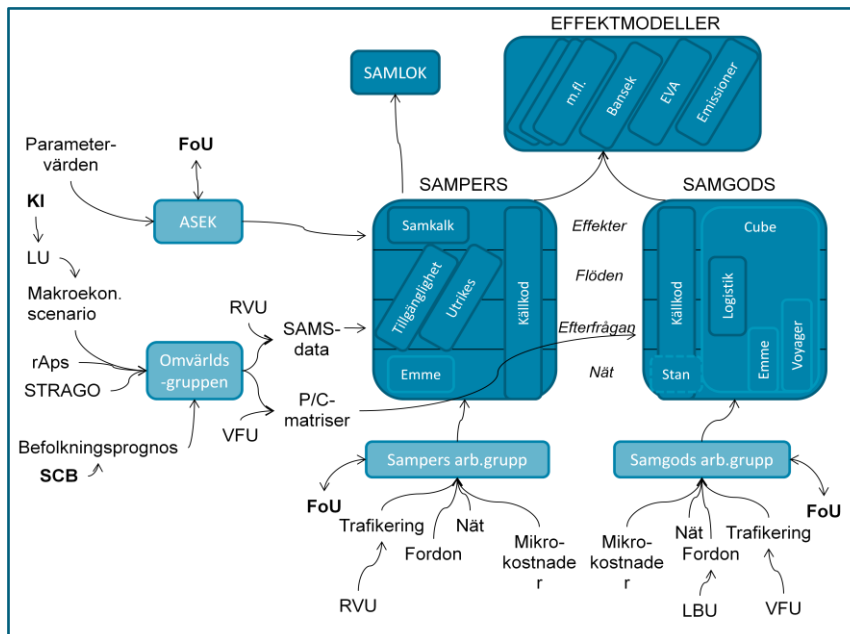 EFFEKTMODELLER
SAMLOK
m.fl.
Bansek
EVA
Emissioner
Parameter-
värden
FoU
KI
ASEK
LU
Makroekon.
scenario
rAps
STRAGO
Omvärlds
-gruppen
Befolkningsprognos
SCB
RVU
SAMS-
data
P/C-
matriser
VFU
SAMPERS
Samkalk
Tillgänglighet
Utrikes
Källkod
Emme
Effekter
Flöden
Efterfrågan
Nät
SAMGODS
Källkod
Cube
Logistik
Stan
Emme
Voyager
Sampers arb.grupp
FoU
Trafikering
Nät
Fordon
Mikro-
kostnade
r
RVU
Samgods arb.grupp
FoU
Mikro-
kostnade
r
Nät
Fordon
Trafikering
LBU
VFU